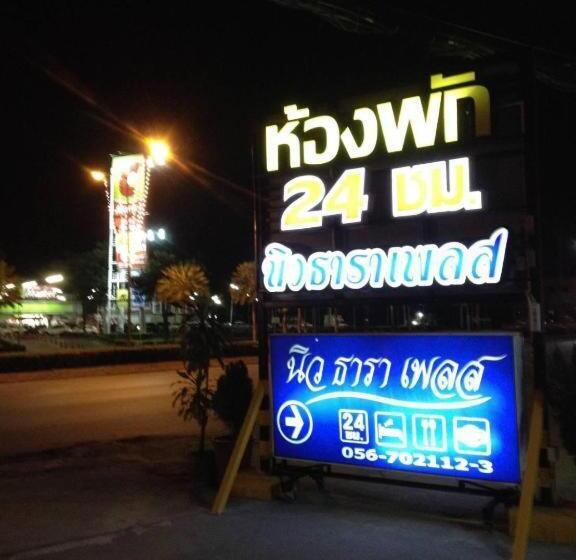 ห้องพัก
24 ชม.
นิวธาราเพลส
นิว ธารา เพลส
24
ชม.
056-702112-3